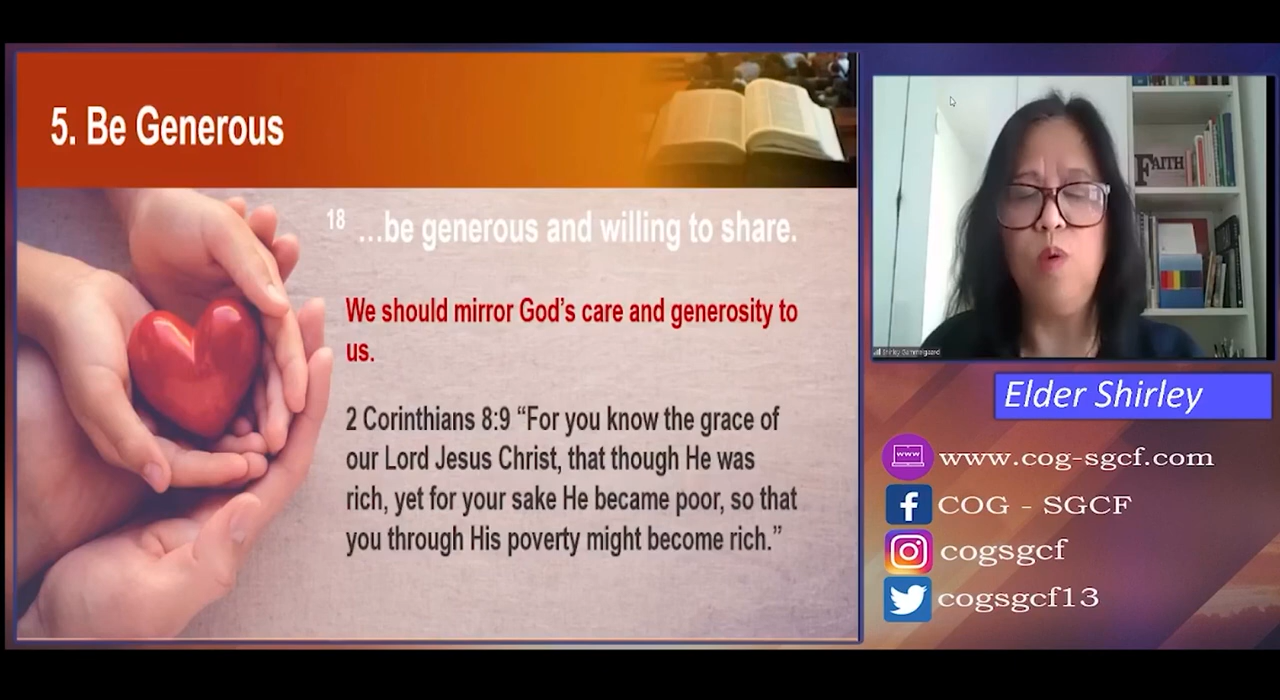 5. Be Generous
18 ...be generous and willing to share.
We should mirror God's care and generosity to
us.
2 Corinthians 8:9 “For you know the grace of
our Lord Jesus Christ, that though He was
rich, yet for your sake He became poor, so that
you through His poverty might become rich.”
FAITH
Elder Shirley
www
www.cog-sgcf.com
COG - SGCF
cogsgcf
cogsgcf13